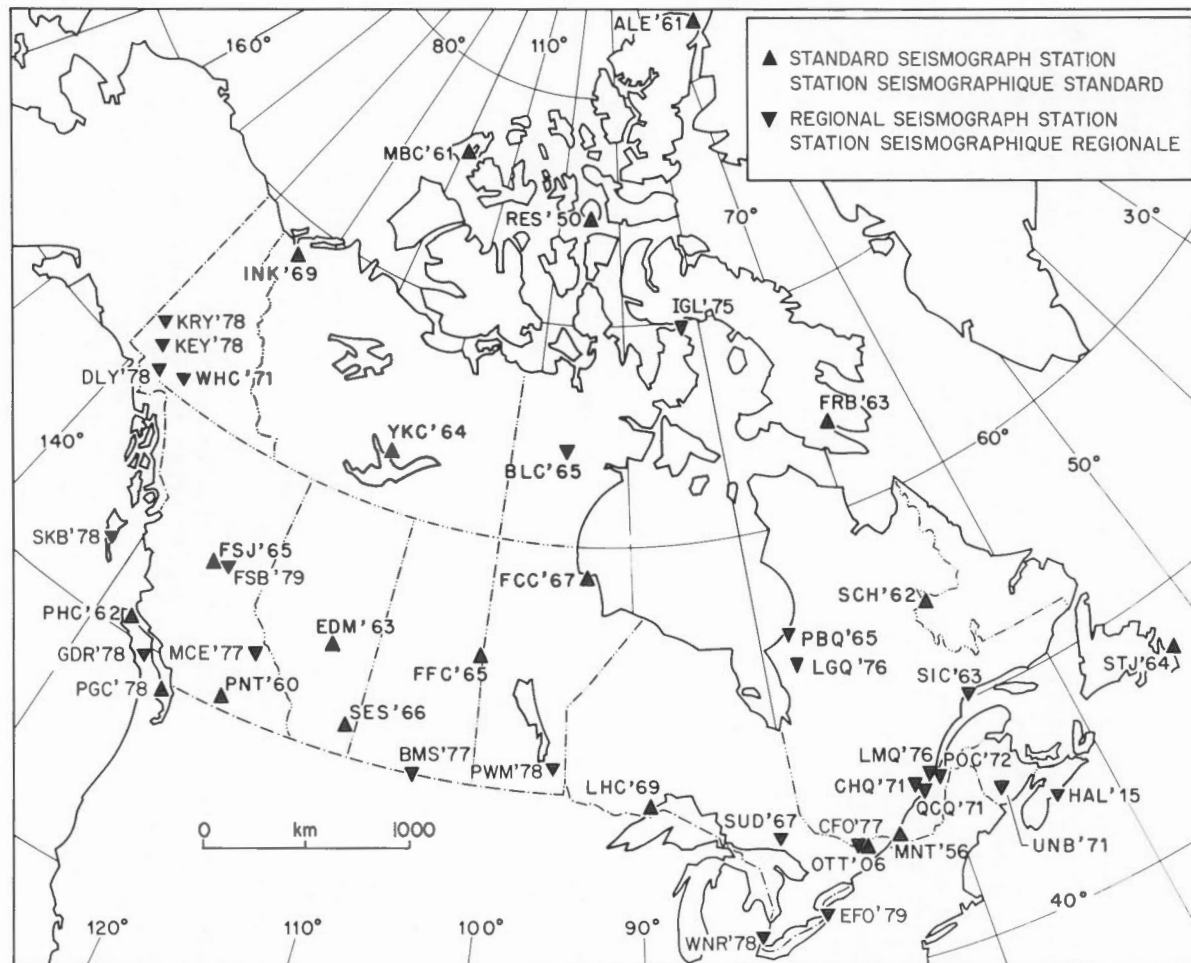 ALE'61
160°
80°
110°
▲ STANDARD SEISMOGRAPH STATION
STATION SEISMOGRAPHIQUE STANDARD
▼ REGIONAL SEISMOGRAPH STATION
STATION SEISMOGRAPHIQUE REGIONALE
MBC'61
RES'50
70°
30°
INK'69
IGL'75
KRY'78
KEY'78
DLY'78
WHC'71
FRB'63
140°
YKC'64
BLC'65
60°
50°
SKB'78
FSJ'65
FSB'79
FCC'67
SCH'62
PHC'62
EDM'63
PBQ'65
GDR'78
MCE'77
FFC'65
LGQ'76
STJ'64
PGC'78
PNT'60
SIC'63
SES'66
BMS'77
PWM'78
LMQ'76
POC'72
LHC'69
CHQ'71
QCQ'71
HAL'15
0 km 1000
SUD'67
CFO'77
OTT'06
MNT'56
UNB'71
40°
EFO'79
WNR'78
120°
110°
100°
90°